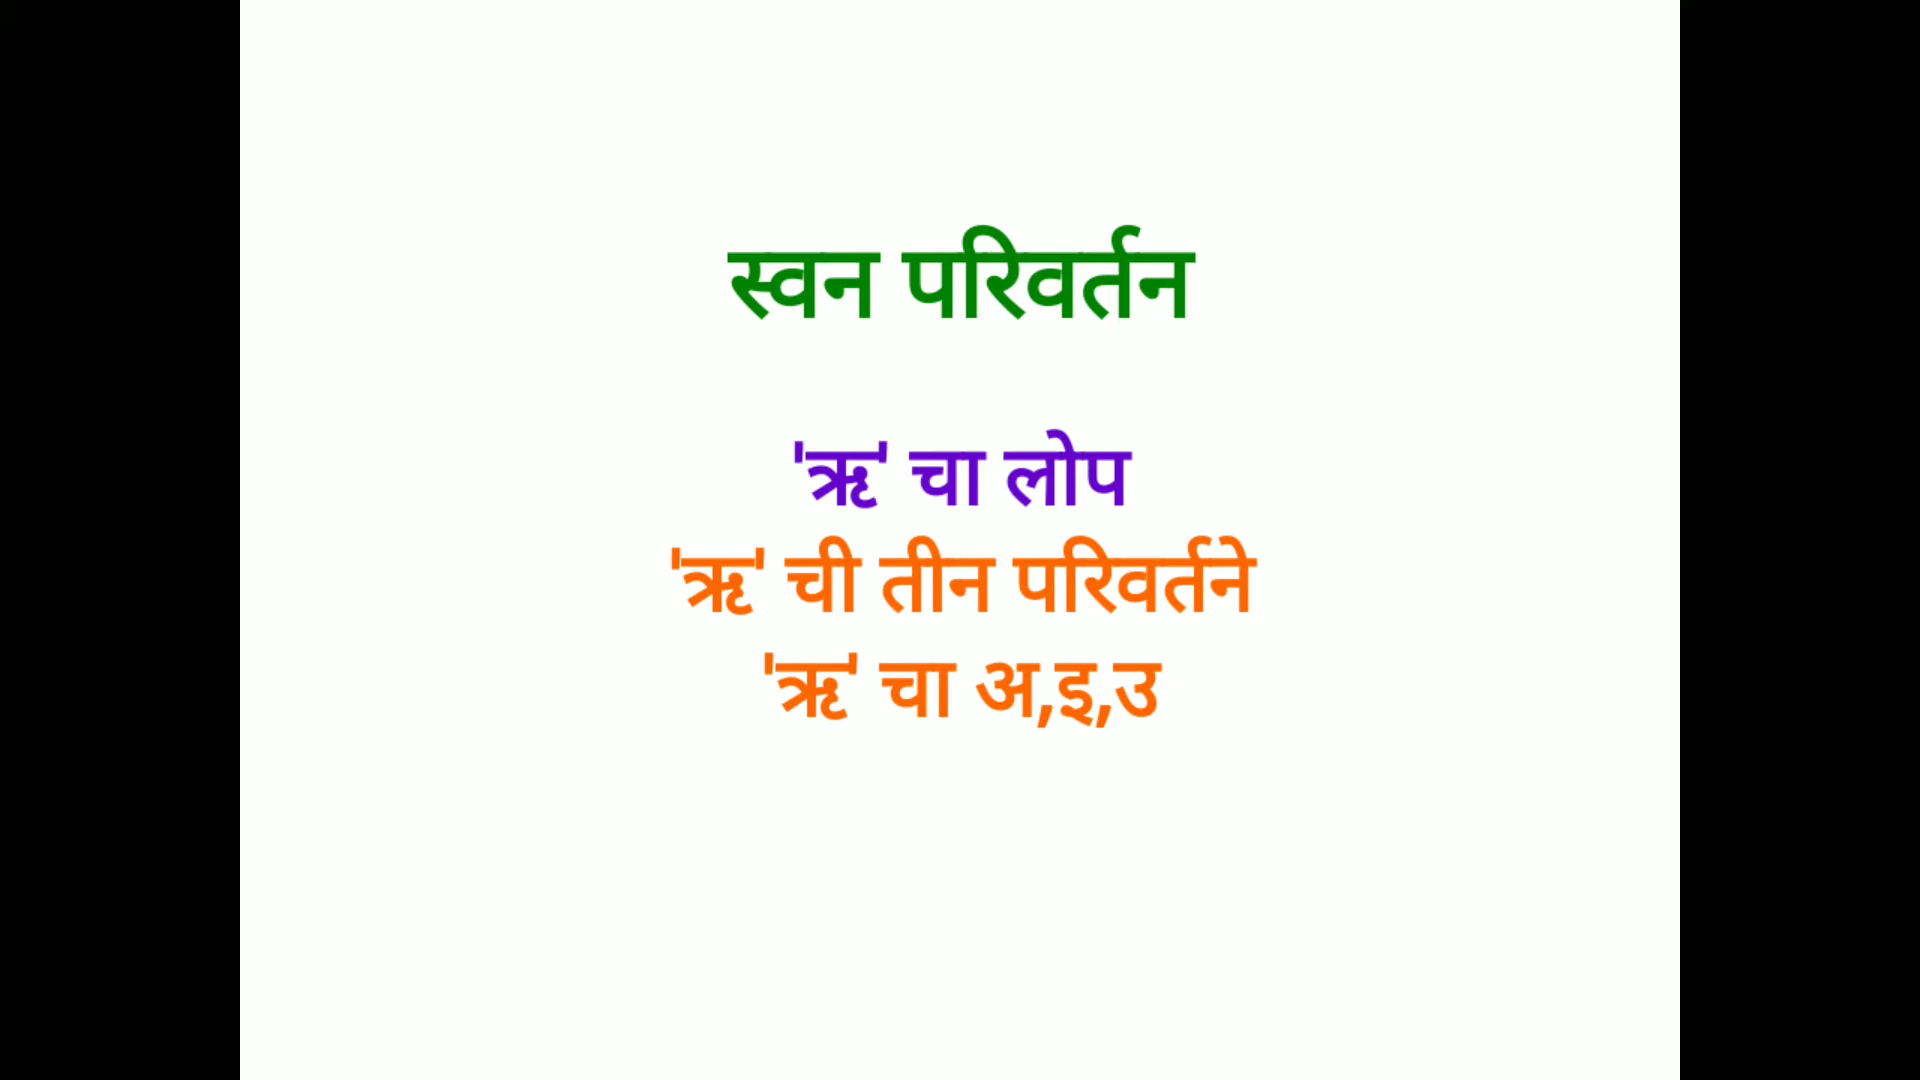 स्वन परिवर्तन
'ऋ' चा लोप
'ऋ' ची तीन परिवर्तने
'ऋ' चा अ,इ,उ